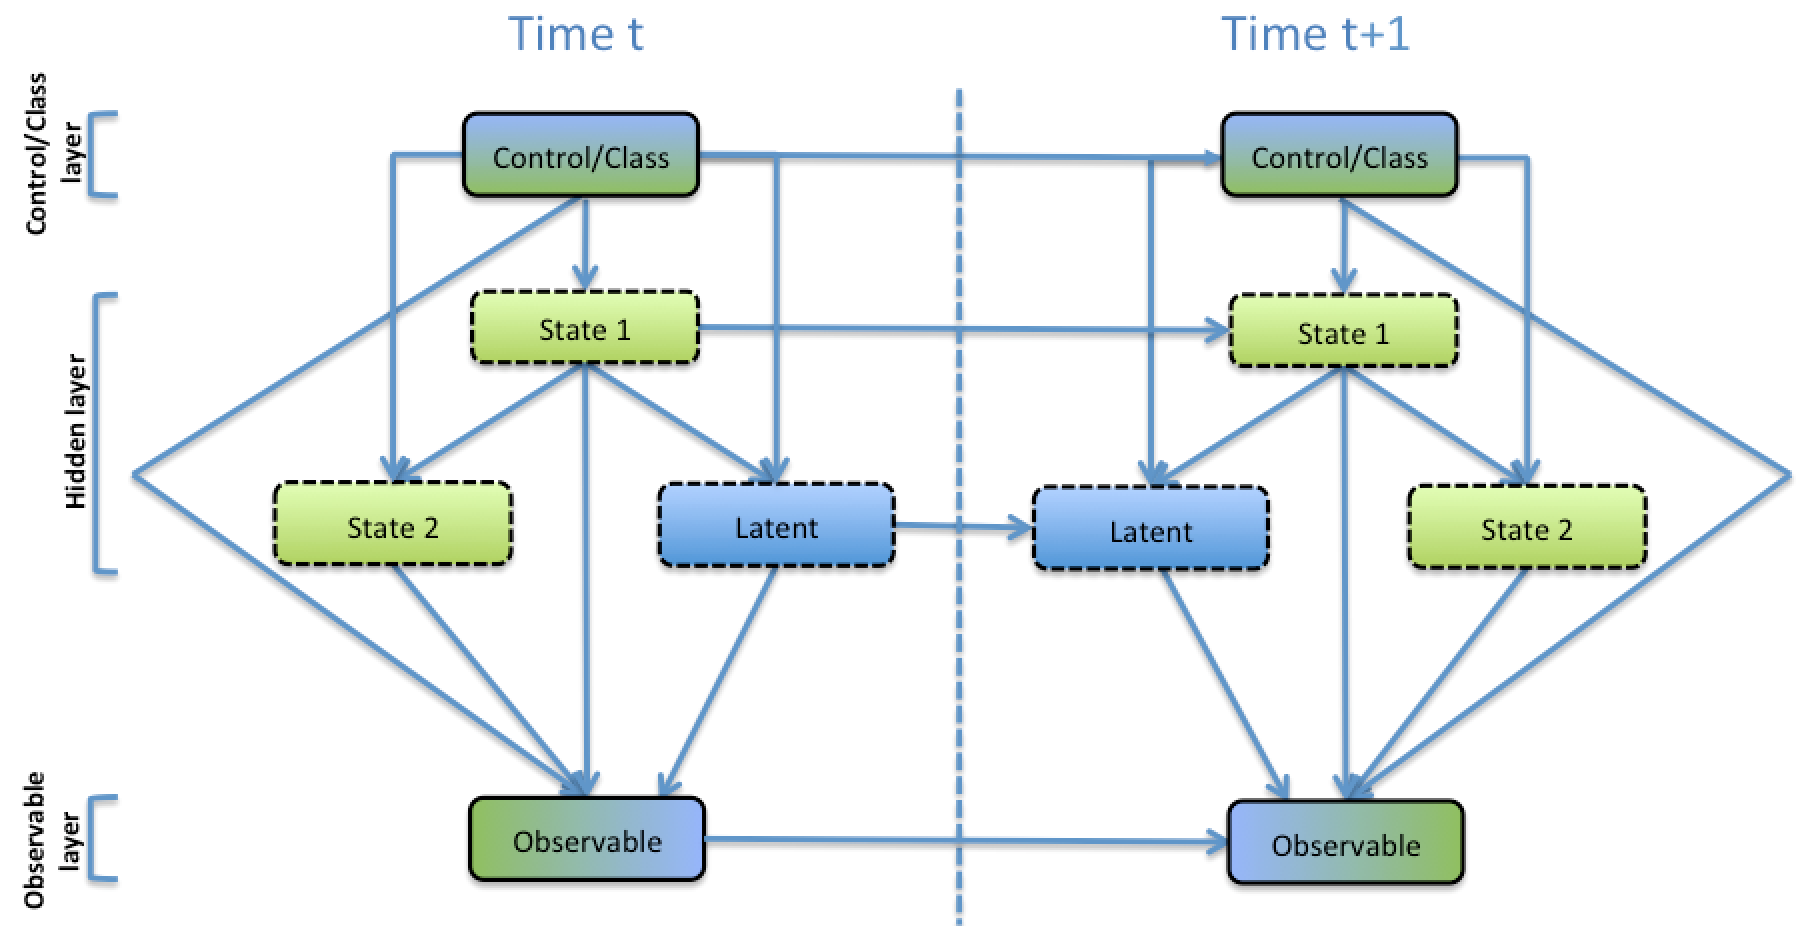 Time t
Time t+1
Control/Class
layer
Control/Class
Control/Class
Hidden layer
State 1
State 1
State 2
Latent
Latent
State 2
Observable
layer
Observable
Observable